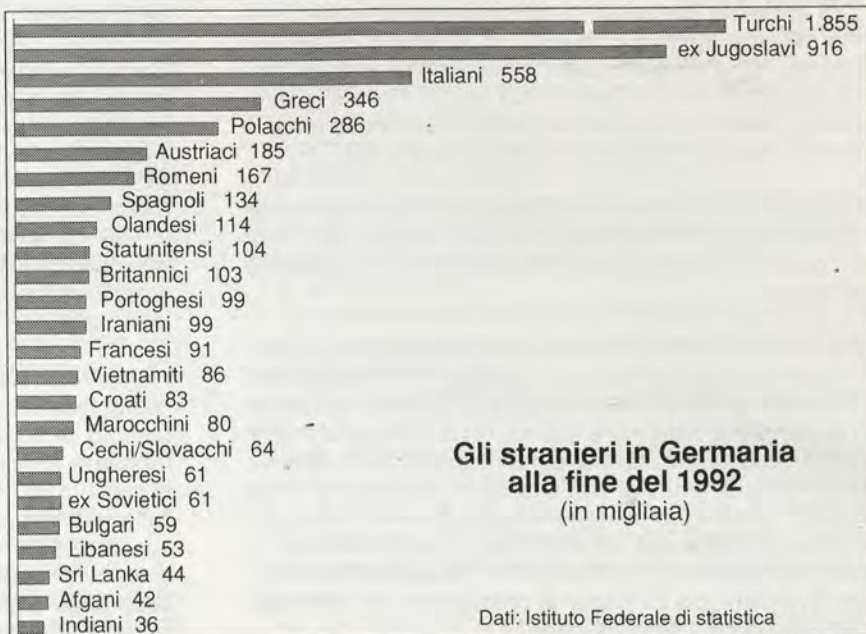 Turchi 1.855
ex Jugoslavi 916
Italiani 558
Greci 346
Polacchi 286
Austriaci 185
Romeni 167
Spagnoli 134
Olandesi 114
Statunitensi 104
Britannici 103
Portoghesi 99
Iraniani 99
Francesi 91
Vietnamiti 86
Croati 83
Marocchini 80
Cechi/Slovacchi 64
Ungheresi 61
ex Sovietici 61
Bulgari 59
Libanesi 53
Sri Lanka 44
Afgani 42
Indiani 36
Gli stranieri in Germania
alla fine del 1992
(in migliaia)
Dati: Istituto Federale di statistica